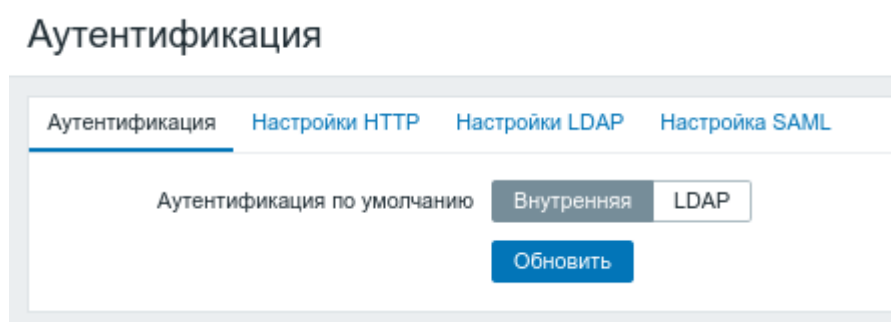 Аутентификация
Аутентификация Настройки HTTP Настройки LDAP Настройка SAML
Аутентификация по умолчанию Внутренняя LDAP
Обновить